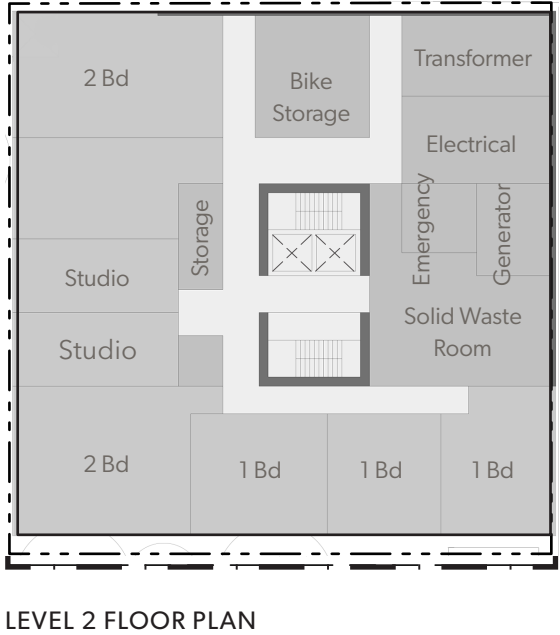 2 Bd
Bike
Storage
Transformer
Electrical
Storage
Emergency
Generator
Studio
Solid Waste
Room
Studio
2 Bd
1 Bd
1 Bd
1 Bd
LEVEL 2 FLOOR PLAN